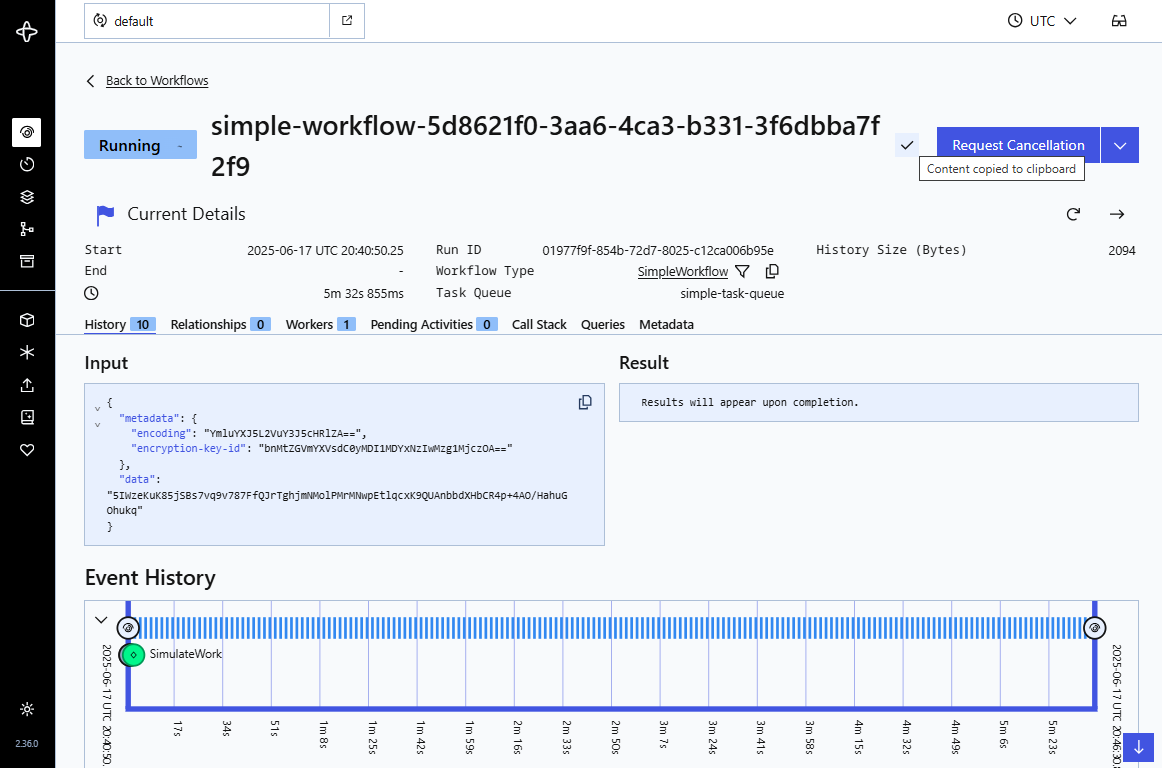 default
UTC
Back to Workflows
Running -
simple-workflow-5d8621f0-3aa6-4ca3-b331-3f6dbba7f
2f9
Request Cancellation
Content copied to clipboard
Current Details
Start 2025-06-17 UTC 20:40:50.25 Run ID 01977f9f-854b-72d7-8025-c12ca006b95e History Size (Bytes) 2094
End - Workflow Type SimpleWorkflow
5m 32s 855ms Task Queue simple-task-queue
History 10 Relationships 0 Workers 1 Pending Activities 0 Call Stack Queries Metadata
Input
{
"metadata": {
"encoding": "YmluYXJ5L2VuY3J5cHRlZA==",
"encryption-key-id": "bnMtZGVmYXVsdC0yMDI1MDYxNzIwMzg1MjczOA=="
},
"data":
"5IWzeKuK85jSBs7vq9v787FfQJrTghjmNMolPMrMNwpEtlqcxK9QUAnbbdXHbCR4p+4AO/HahuG
Ohukq"
}
Result
Results will appear upon completion.
Event History
SimulateWork
2025-06-17 UTC 20:40:50.
17s
34s
51s
1m 8s
1m 25s
1m 42s
1m 59s
2m 16s
2m 33s
2m 50s
3m 7s
3m 24s
3m 41s
3m 58s
4m 15s
4m 32s
4m 49s
5m 6s
5m 23s
2025-06-17 UTC
2.36.0